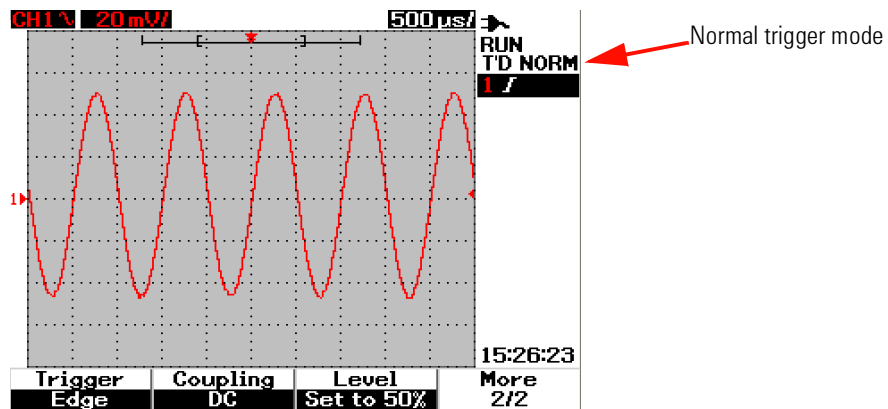 CH1 20 mV/ 500 µs/
RUN
T'D NORM
Normal trigger mode
1
1
15:26:23
Trigger Coupling Level More
Edge DC Set to 50% 2/2